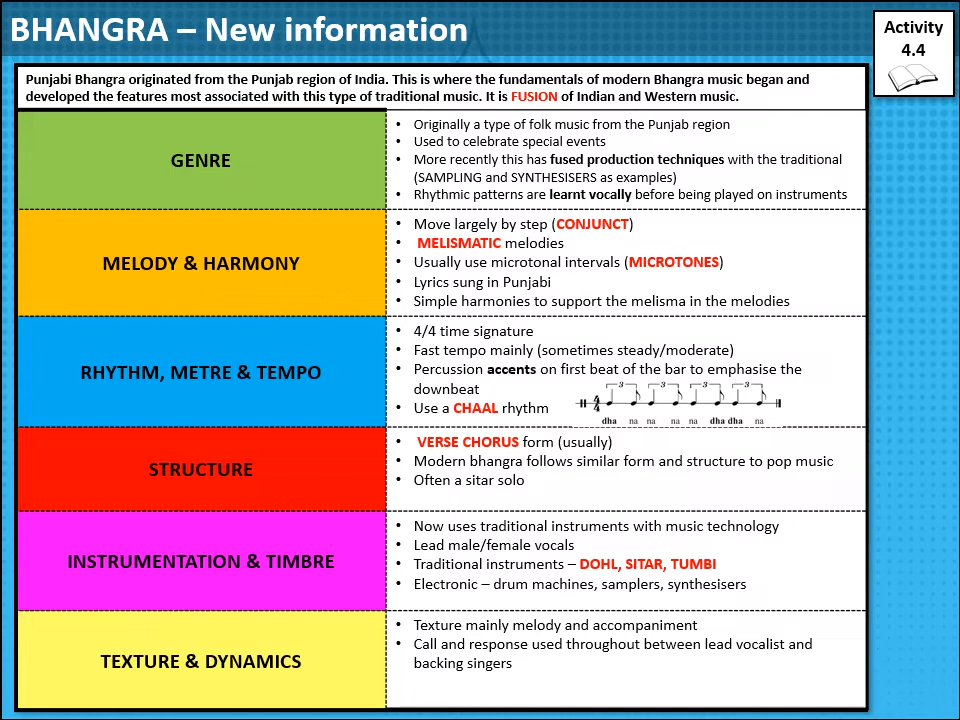 BHANGRA – New information
Activity
4.4
Punjabi Bhangra originated from the Punjab region of India. This is where the fundamentals of modern Bhangra music began and
developed the features most associated with this type of traditional music. It is FUSION of Indian and Western music.
GENRE
• Originally a type of folk music from the Punjab region
• Used to celebrate special events
• More recently this has fused production techniques with the traditional
(SAMPLING and SYNTHESISERS as examples)
• Rhythmic patterns are learnt vocally before being played on instruments
MELODY & HARMONY
• Move largely by step (CONJUNCT)
• MELISMATIC melodies
• Usually use microtonal intervals (MICROTONES)
• Lyrics sung in Punjabi
• Simple harmonies to support the melisma in the melodies
RHYTHM, METRE & TEMPO
• 4/4 time signature
• Fast tempo mainly (sometimes steady/moderate)
• Percussion accents on first beat of the bar to emphasise the
downbeat
• Use a CHAAL rhythm
3 3 3 3
4
4
dha na na na na dha dha na
STRUCTURE
• VERSE CHORUS form (usually)
• Modern bhangra follows similar form and structure to pop music
• Often a sitar solo
INSTRUMENTATION & TIMBRE
• Now uses traditional instruments with music technology
• Lead male/female vocals
• Traditional instruments – DOHL, SITAR, TUMBI
• Electronic – drum machines, samplers, synthesisers
TEXTURE & DYNAMICS
• Texture mainly melody and accompaniment
• Call and response used throughout between lead vocalist and
backing singers